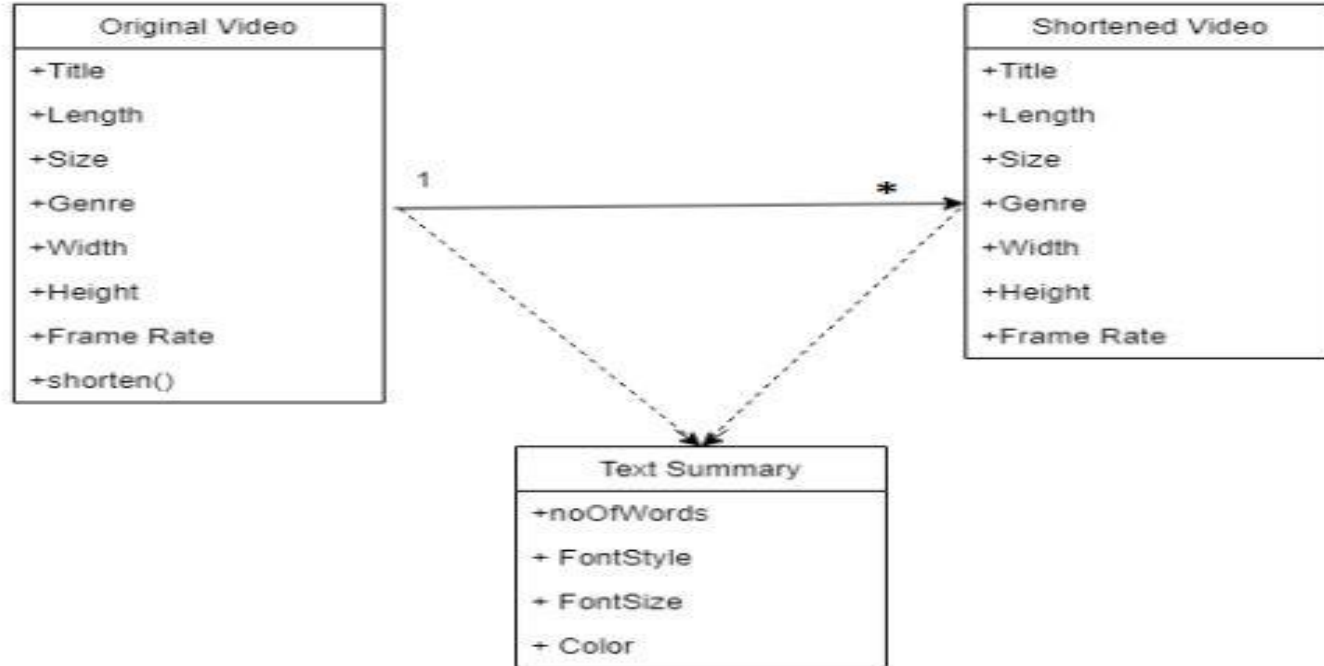 Original Video
+Title
+Length
+Size
+Genre
+Width
+Height
+Frame Rate
+shorten()
1
*
Shortened Video
+Title
+Length
+Size
+Genre
+Width
+Height
+Frame Rate
Text Summary
+noOfWords
+ FontStyle
+ FontSize
+ Color